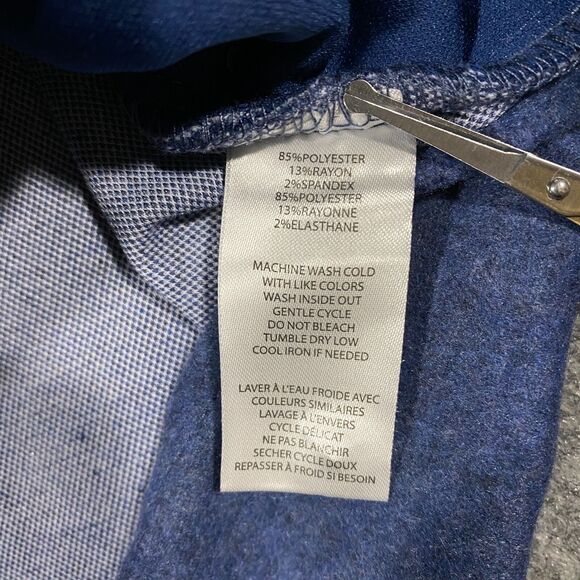 85%POLYESTER
13%RAYON
2%SPANDEX
85%POLYESTER
13%RAYONNE
2%ELASTHANE
MACHINE WASH COLD
WITH LIKE COLORS
WASH INSIDE OUT
GENTLE CYCLE
DO NOT BLEACH
TUMBLE DRY LOW
COOL IRON IF NEEDED
LAVER À L'EAU FROIDE AVEC
COULEURS SIMILAIRES
LAVAGE À L'ENVERS
CYCLE DÉLICAT
NE PAS BLANCHIR
SECHER CYCLE DOUX
REPASSER À FROID SI BESOIN